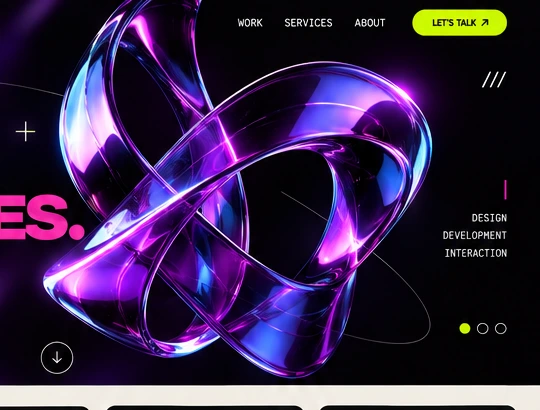 WORK SERVICES ABOUT LET'S TALK
///
ES.
DESIGN
DEVELOPMENT
INTERACTION